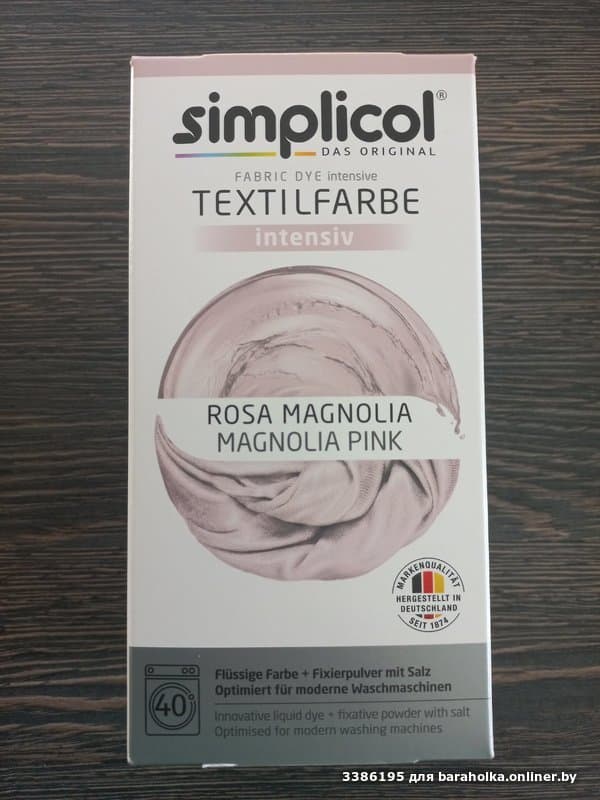 simplicol®
DAS ORIGINAL
FABRIC DYE intensive
TEXTILFARBE
intensiv
ROSA MAGNOLIA
MAGNOLIA PINK
MARKENQUALITÄT
HERGESTELLT IN
DEUTSCHLAND
SEIT 1874
40
Flüssige Farbe + Fixierpulver mit Salz
Optimiert für moderne Waschmaschinen
Innovative liquid dye + fixative powder with salt
Optimised for modern washing machines
3386195 для baraholka.onliner.by